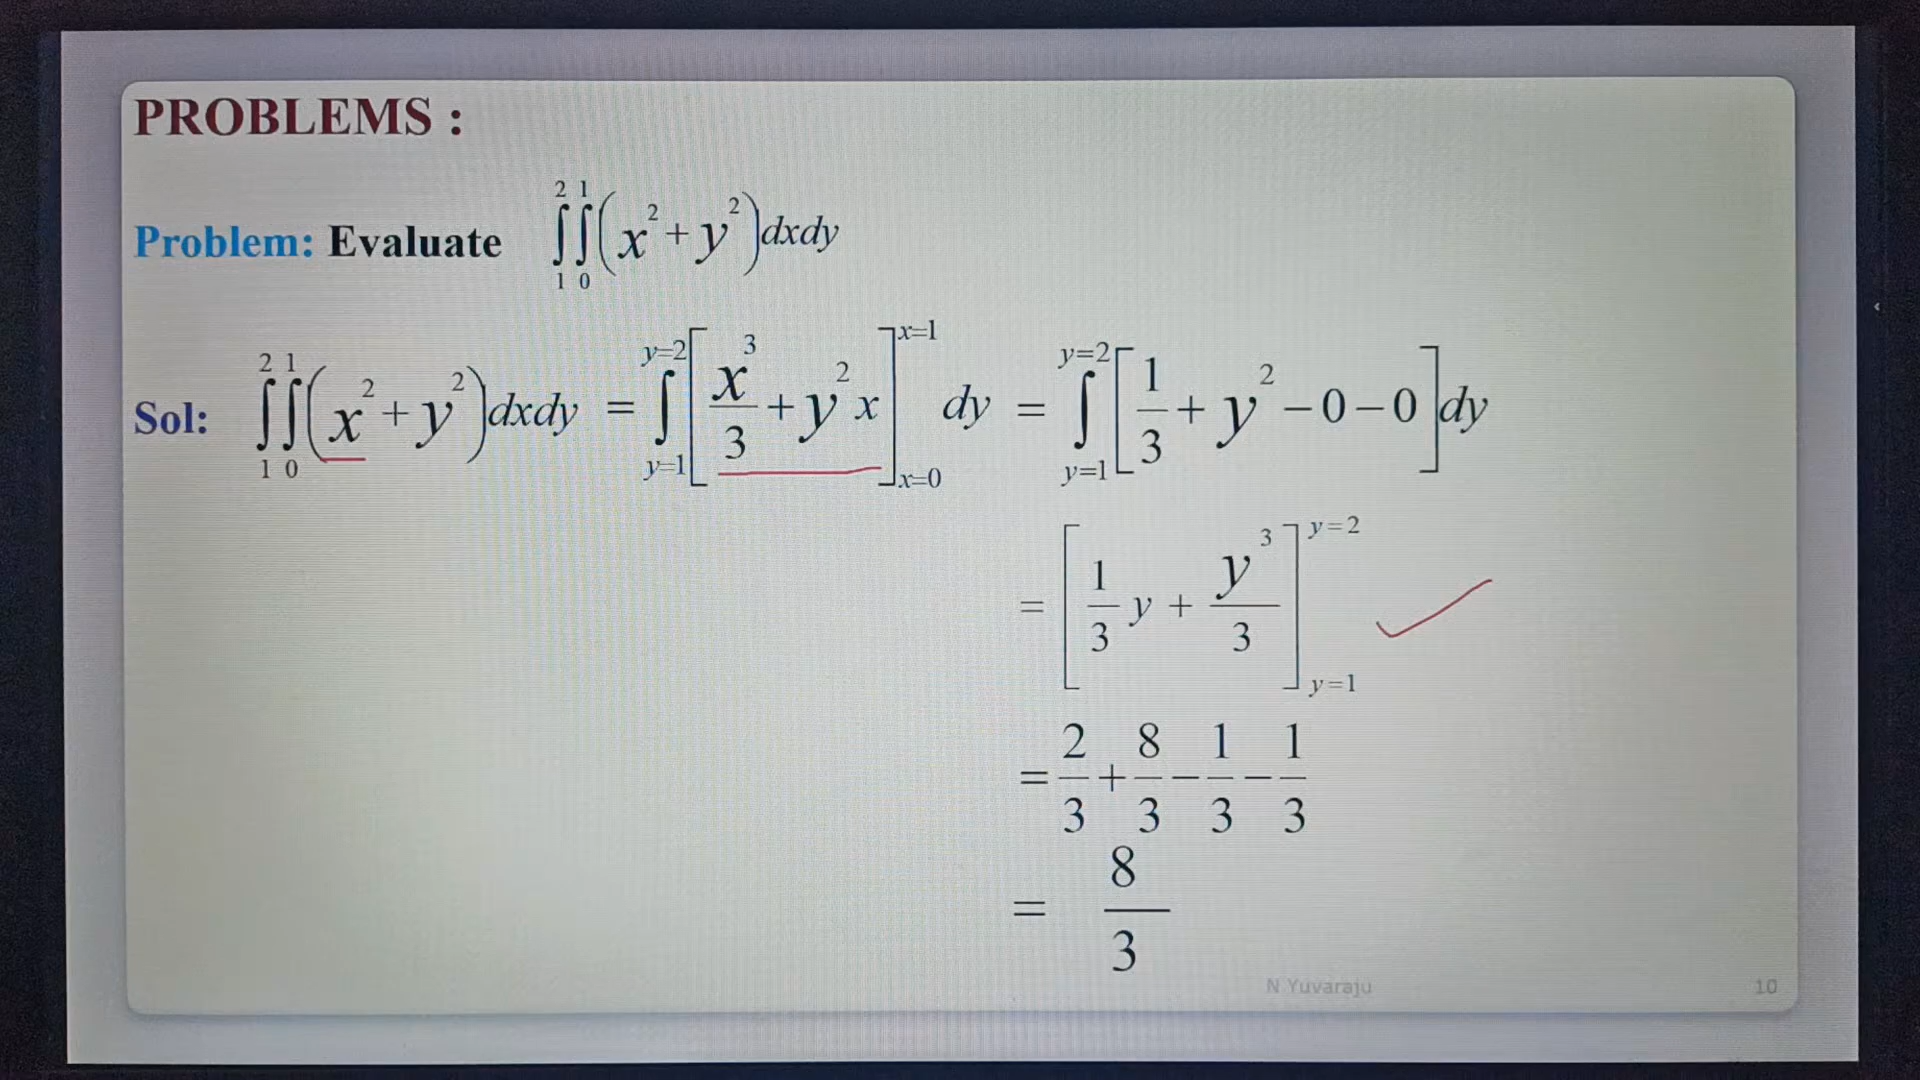 PROBLEMS :
Problem: Evaluate ∫₁² ∫₀¹ (x² + y²) dxdy
Sol: ∫₁² ∫₀¹ (x² + y²) dxdy = ∫_{y=1}^{y=2} [x³/3 + y²x]_{x=0}^{x=1} dy = ∫_{y=1}^{y=2} [1/3 + y² − 0 − 0] dy
= [1/3 y + y³/3]_{y=1}^{y=2}
= 2/3 + 8/3 − 1/3 − 1/3
= 8/3
N Yuvaraju 10